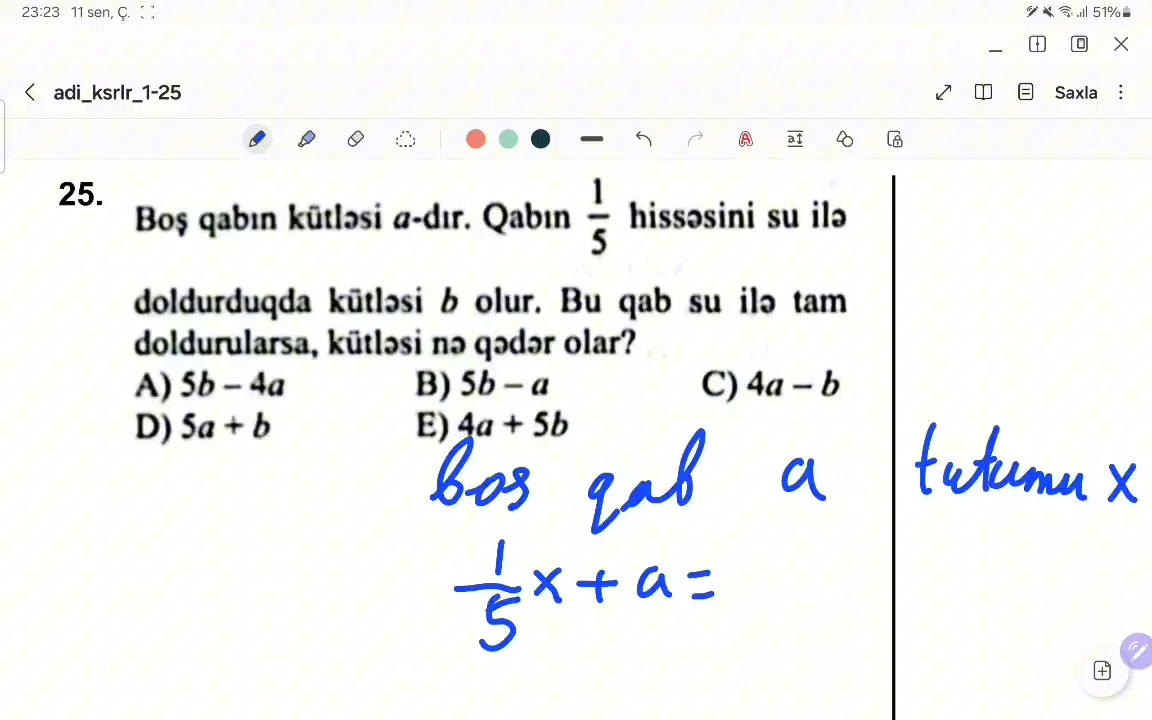 23:23 11 sen, Ç. 51%
adi_ksrlr_1-25 Saxla
25. Boş qabın kütləsi a-dır. Qabın 1/5 hissəsini su ilə
doldurduqda kütləsi b olur. Bu qab su ilə tam
doldurularsa, kütləsi nə qədər olar?
A) 5b – 4a B) 5b – a C) 4a – b
D) 5a + b E) 4a + 5b
bos qab a tutumu x
1/5 x + a =